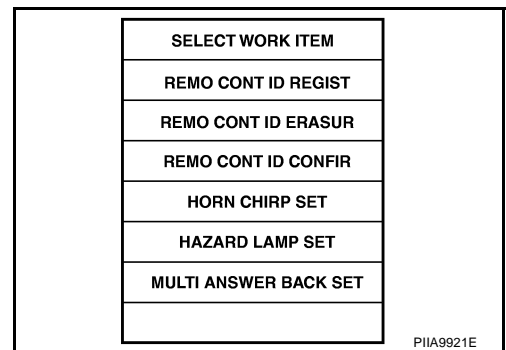 SELECT WORK ITEM
REMO CONT ID REGIST
REMO CONT ID ERASUR
REMO CONT ID CONFIR
HORN CHIRP SET
HAZARD LAMP SET
MULTI ANSWER BACK SET
PIIA9921E